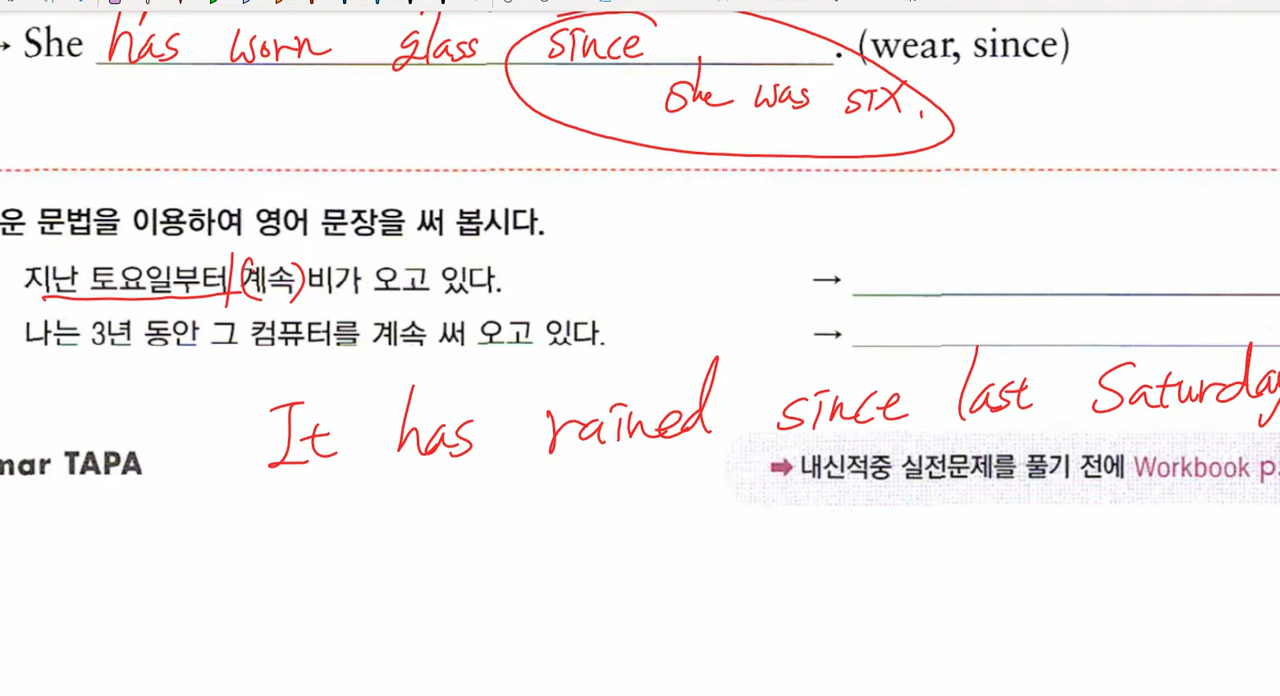 → She has worn glass since . (wear, since)
she was six.
운 문법을 이용하여 영어 문장을 써 봅시다.
지난 토요일부터 (계속) 비가 오고 있다. →
나는 3년 동안 그 컴퓨터를 계속 써 오고 있다. →
It has rained since last Saturday
mar TAPA
➡ 내신적중 실전문제를 풀기 전에 Workbook p.